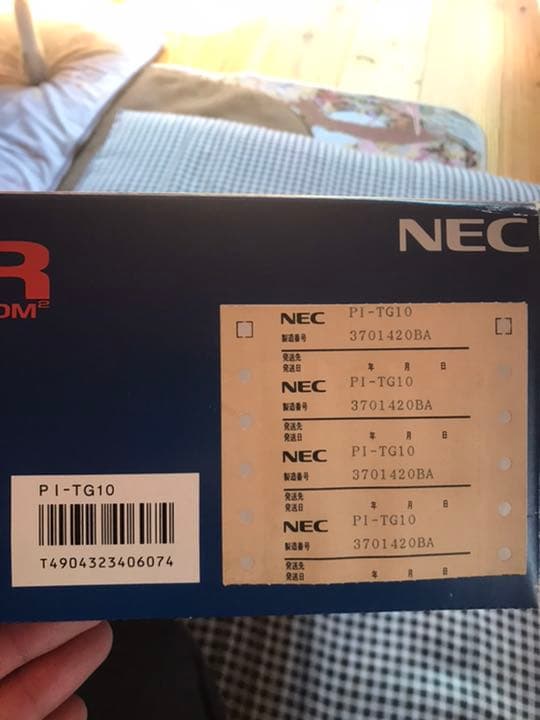 NEC
R
OM²
NEC PI-TG10
製造番号 3701420BA
発送先
発送日 年 月 日
NEC PI-TG10
製造番号 3701420BA
発送先
発送日 年 月 日
NEC PI-TG10
製造番号 3701420BA
発送先
発送日 年 月 日
NEC PI-TG10
製造番号 3701420BA
発送先
発送日 年 月 日
PI-TG10
T4904323406074